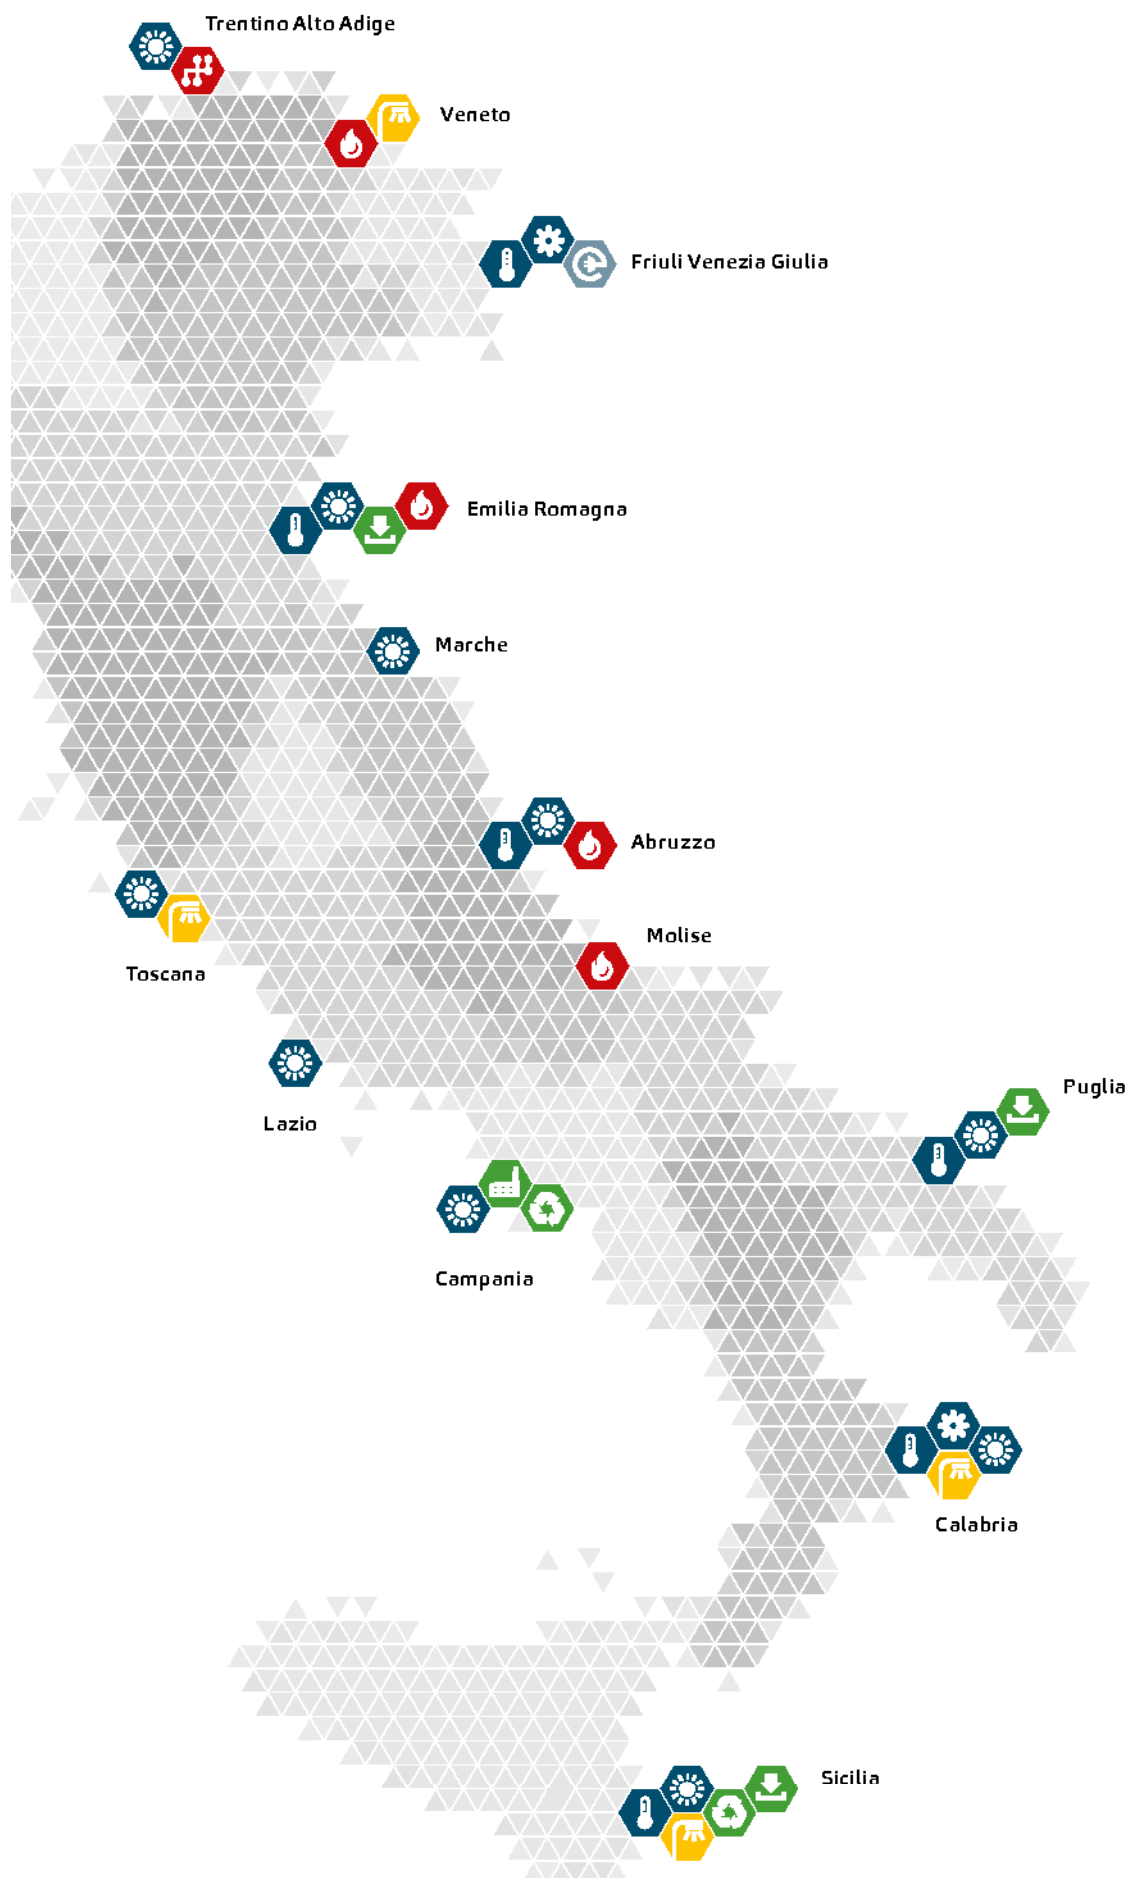 Trentino Alto Adige
Veneto
Friuli Venezia Giulia
Emilia Romagna
Marche
Abruzzo
Molise
Toscana
Lazio
Puglia
Campania
Calabria
Sicilia